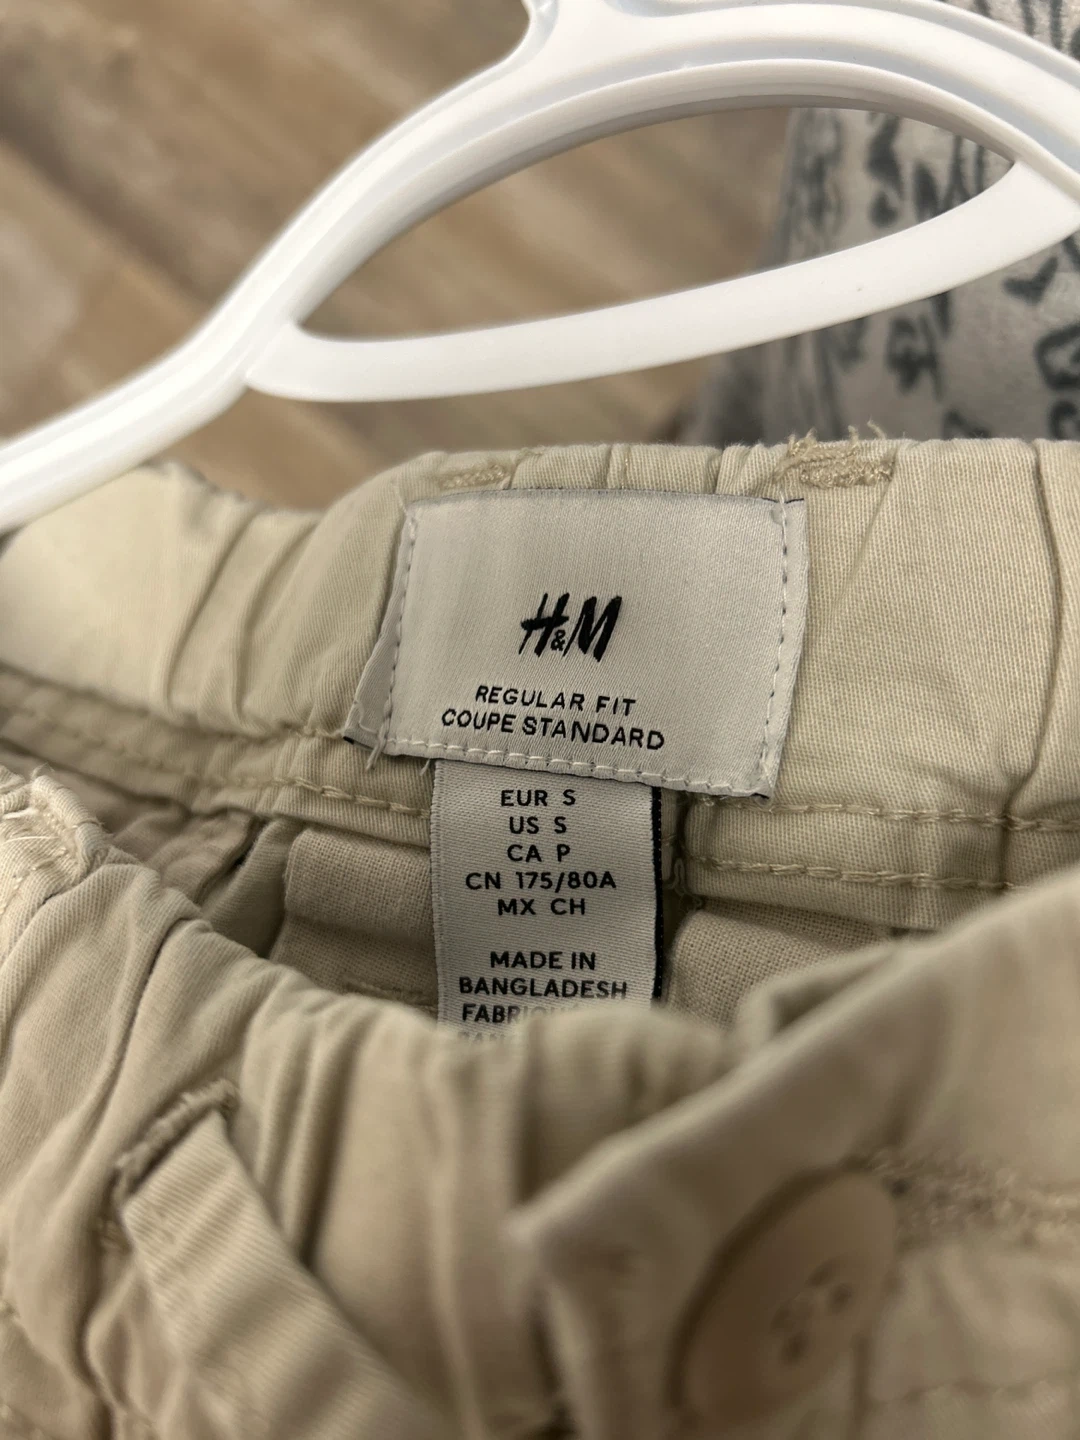 H&M
REGULAR FIT
COUPE STANDARD
EUR S
US S
CA P
CN 175/80A
MX CH
MADE IN
BANGLADESH